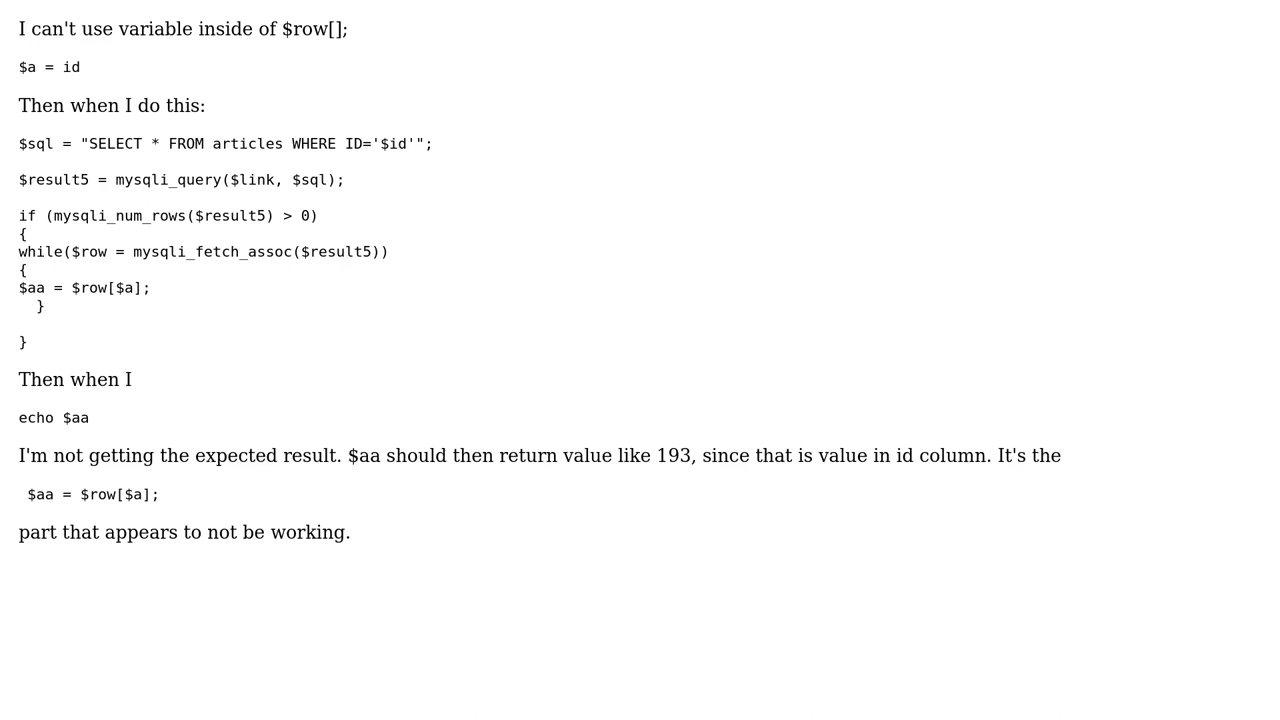 I can't use variable inside of $row[];
$a = id
Then when I do this:
$sql = "SELECT * FROM articles WHERE ID='$id'";
$result5 = mysqli_query($link, $sql);
if (mysqli_num_rows($result5) > 0)
{
while($row = mysqli_fetch_assoc($result5))
{
$aa = $row[$a];
  }
}
Then when I
echo $aa
I'm not getting the expected result. $aa should then return value like 193, since that is value in id column. It's the
 $aa = $row[$a];
part that appears to not be working.